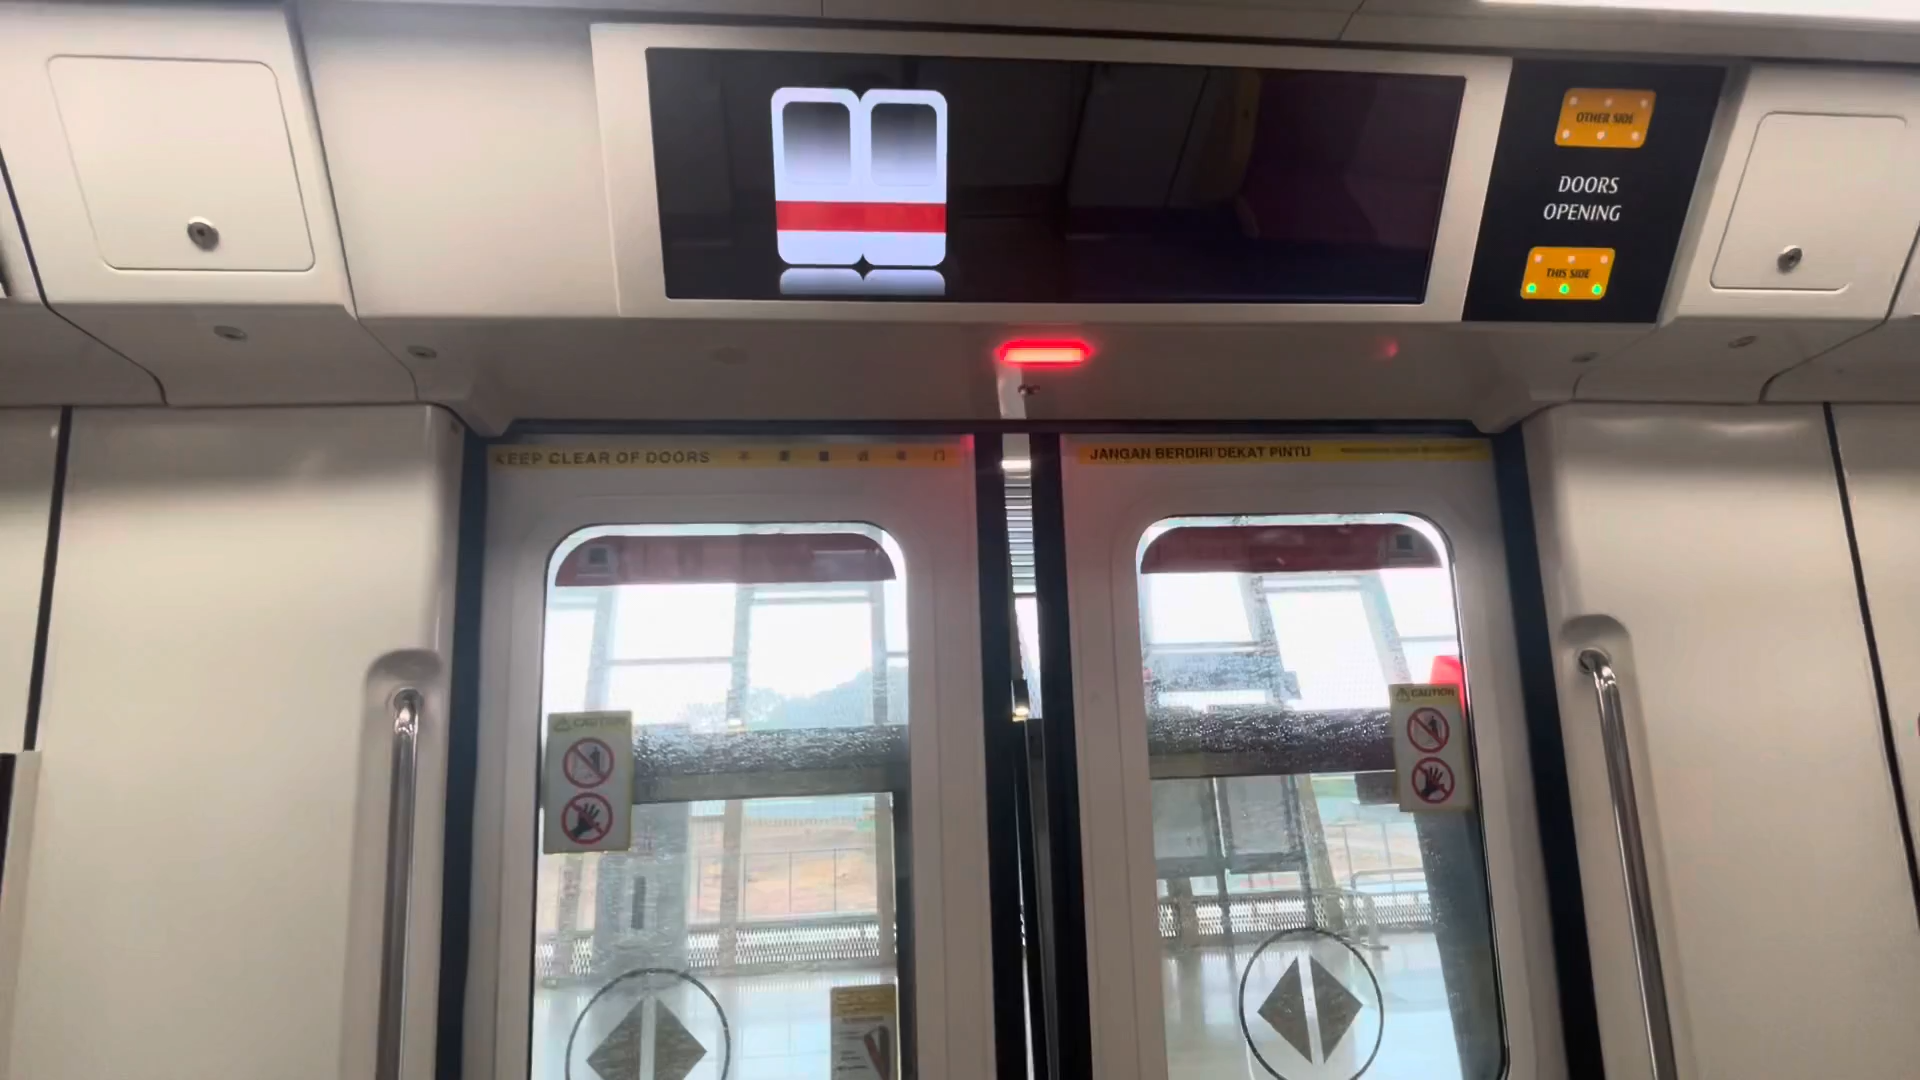 OTHER SIDE
DOORS
OPENING
THIS SIDE
KEEP CLEAR OF DOORS
JANGAN BERDIRI DEKAT PINTU
CAUTION
CAUTION